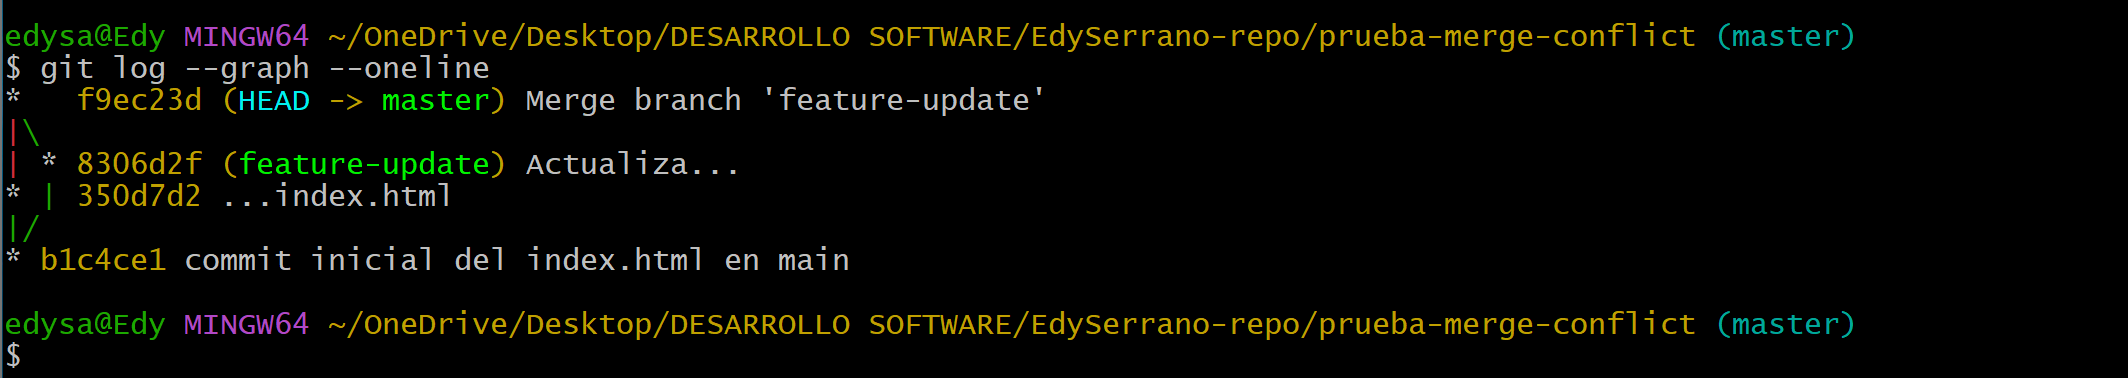 edysa@Edy MINGW64 ~/OneDrive/Desktop/DESARROLLO SOFTWARE/EdySerrano-repo/prueba-merge-conflict (master)
$ git log --graph --oneline
*   f9ec23d (HEAD -> master) Merge branch 'feature-update'
|\
| * 8306d2f (feature-update) Actualiza...
* | 350d7d2 ...index.html
|/
* b1c4ce1 commit inicial del index.html en main
edysa@Edy MINGW64 ~/OneDrive/Desktop/DESARROLLO SOFTWARE/EdySerrano-repo/prueba-merge-conflict (master)
$